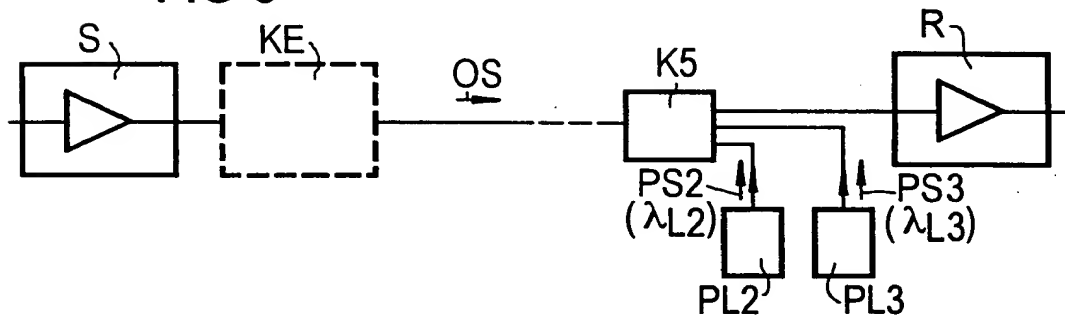 S
KE
OS
K5
R
PS2
(λL2)
PS3
(λL3)
PL2
PL3